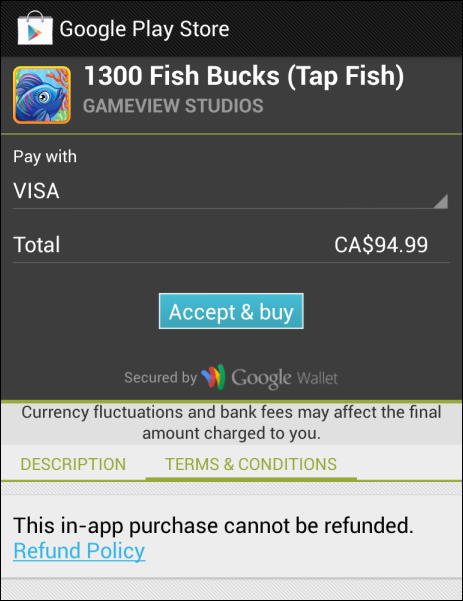 Google Play Store
1300 Fish Bucks (Tap Fish)
GAMEVIEW STUDIOS
Pay with
VISA
Total CA$94.99
Accept & buy
Secured by Google Wallet
Currency fluctuations and bank fees may affect the final
amount charged to you.
DESCRIPTION TERMS & CONDITIONS
This in-app purchase cannot be refunded.
Refund Policy